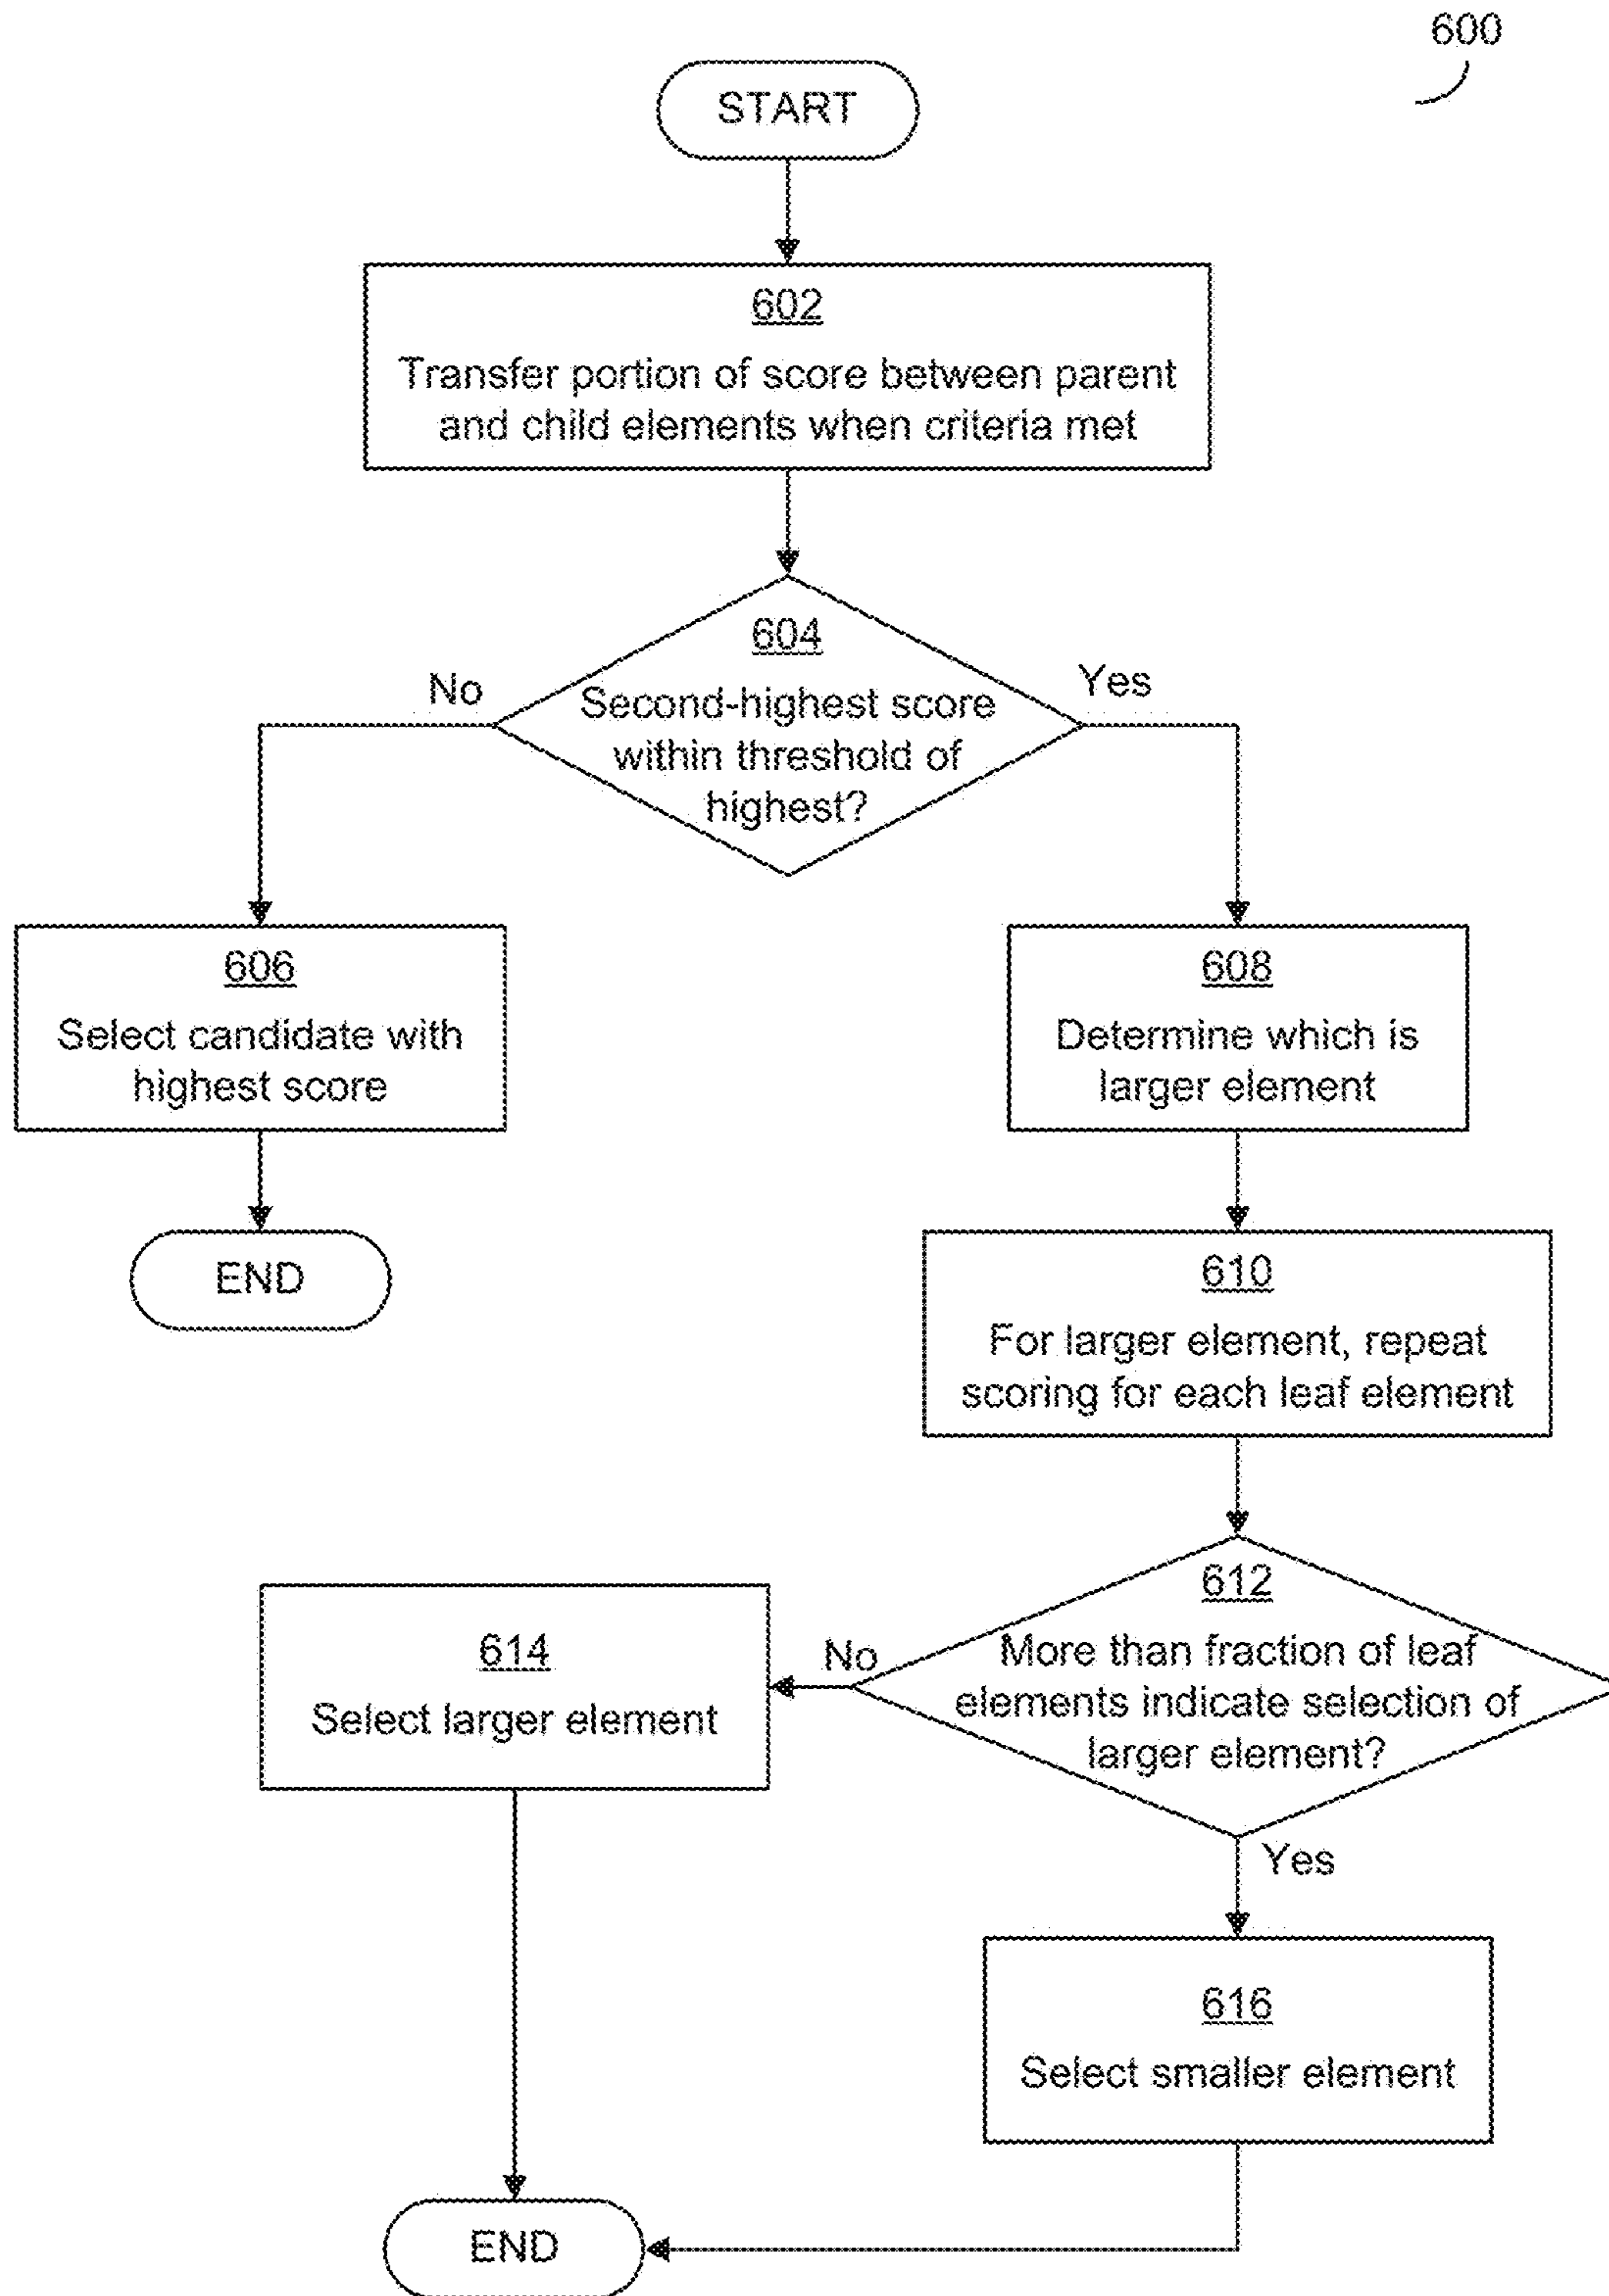 600
START
602
Transfer portion of score between parent
and child elements when criteria met
604
Second-highest score
within threshold of
highest?
No
Yes
606
Select candidate with
highest score
END
608
Determine which is
larger element
610
For larger element, repeat
scoring for each leaf element
612
More than fraction of leaf
elements indicate selection of
larger element?
No
Yes
614
Select larger element
616
Select smaller element
END